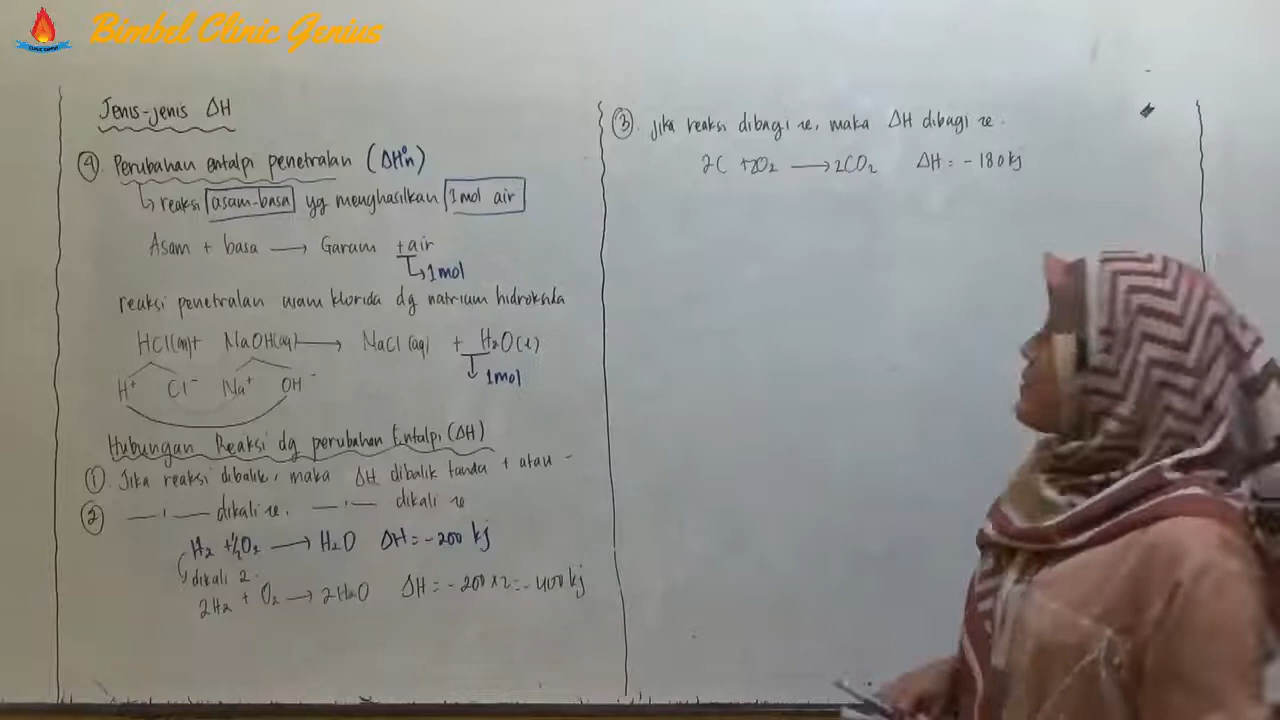 Bimbel Clinic Genius
Jenis-jenis ΔH
④ Perubahan entalpi penetralan (ΔH°n)
↳ reaksi asam-basa yg menghasilkan 1 mol air
Asam + basa → Garam + air
↳ 1 mol
reaksi penetralan asam klorida dg natrium hidroksida
HCl(aq) + NaOH(aq) → NaCl (aq) + H₂O(l)
1 mol
H⁺ Cl⁻ Na⁺ OH⁻
Hubungan Reaksi dg perubahan Entalpi (ΔH)
① Jika reaksi dibalik, maka ΔH dibalik tanda + atau -
② —〃— dikali x, —〃— dikali x
H₂ + ½O₂ → H₂O ΔH = -200 kj
dikali 2
2H₂ + O₂ → 2H₂O ΔH = -200 x 2 = -400 kj
③ Jika reaksi dibagi x, maka ΔH dibagi x.
2C + 2O₂ → 2CO₂ ΔH = -180 kj